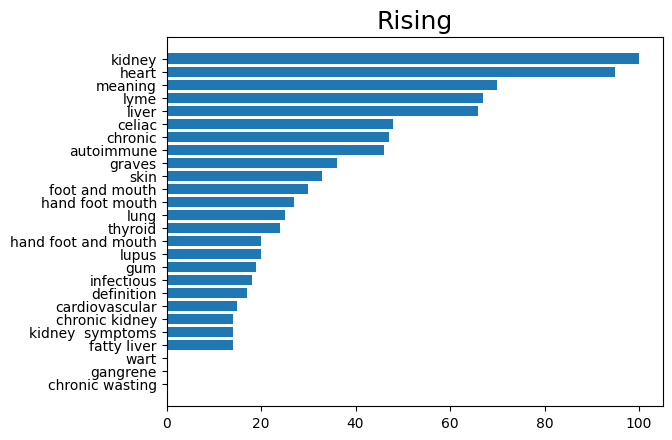 Rising
kidney
heart
meaning
lyme
liver
celiac
chronic
autoimmune
graves
skin
foot and mouth
hand foot mouth
lung
thyroid
hand foot and mouth
lupus
gum
infectious
definition
cardiovascular
chronic kidney
kidney  symptoms
fatty liver
wart
gangrene
chronic wasting
0 20 40 60 80 100